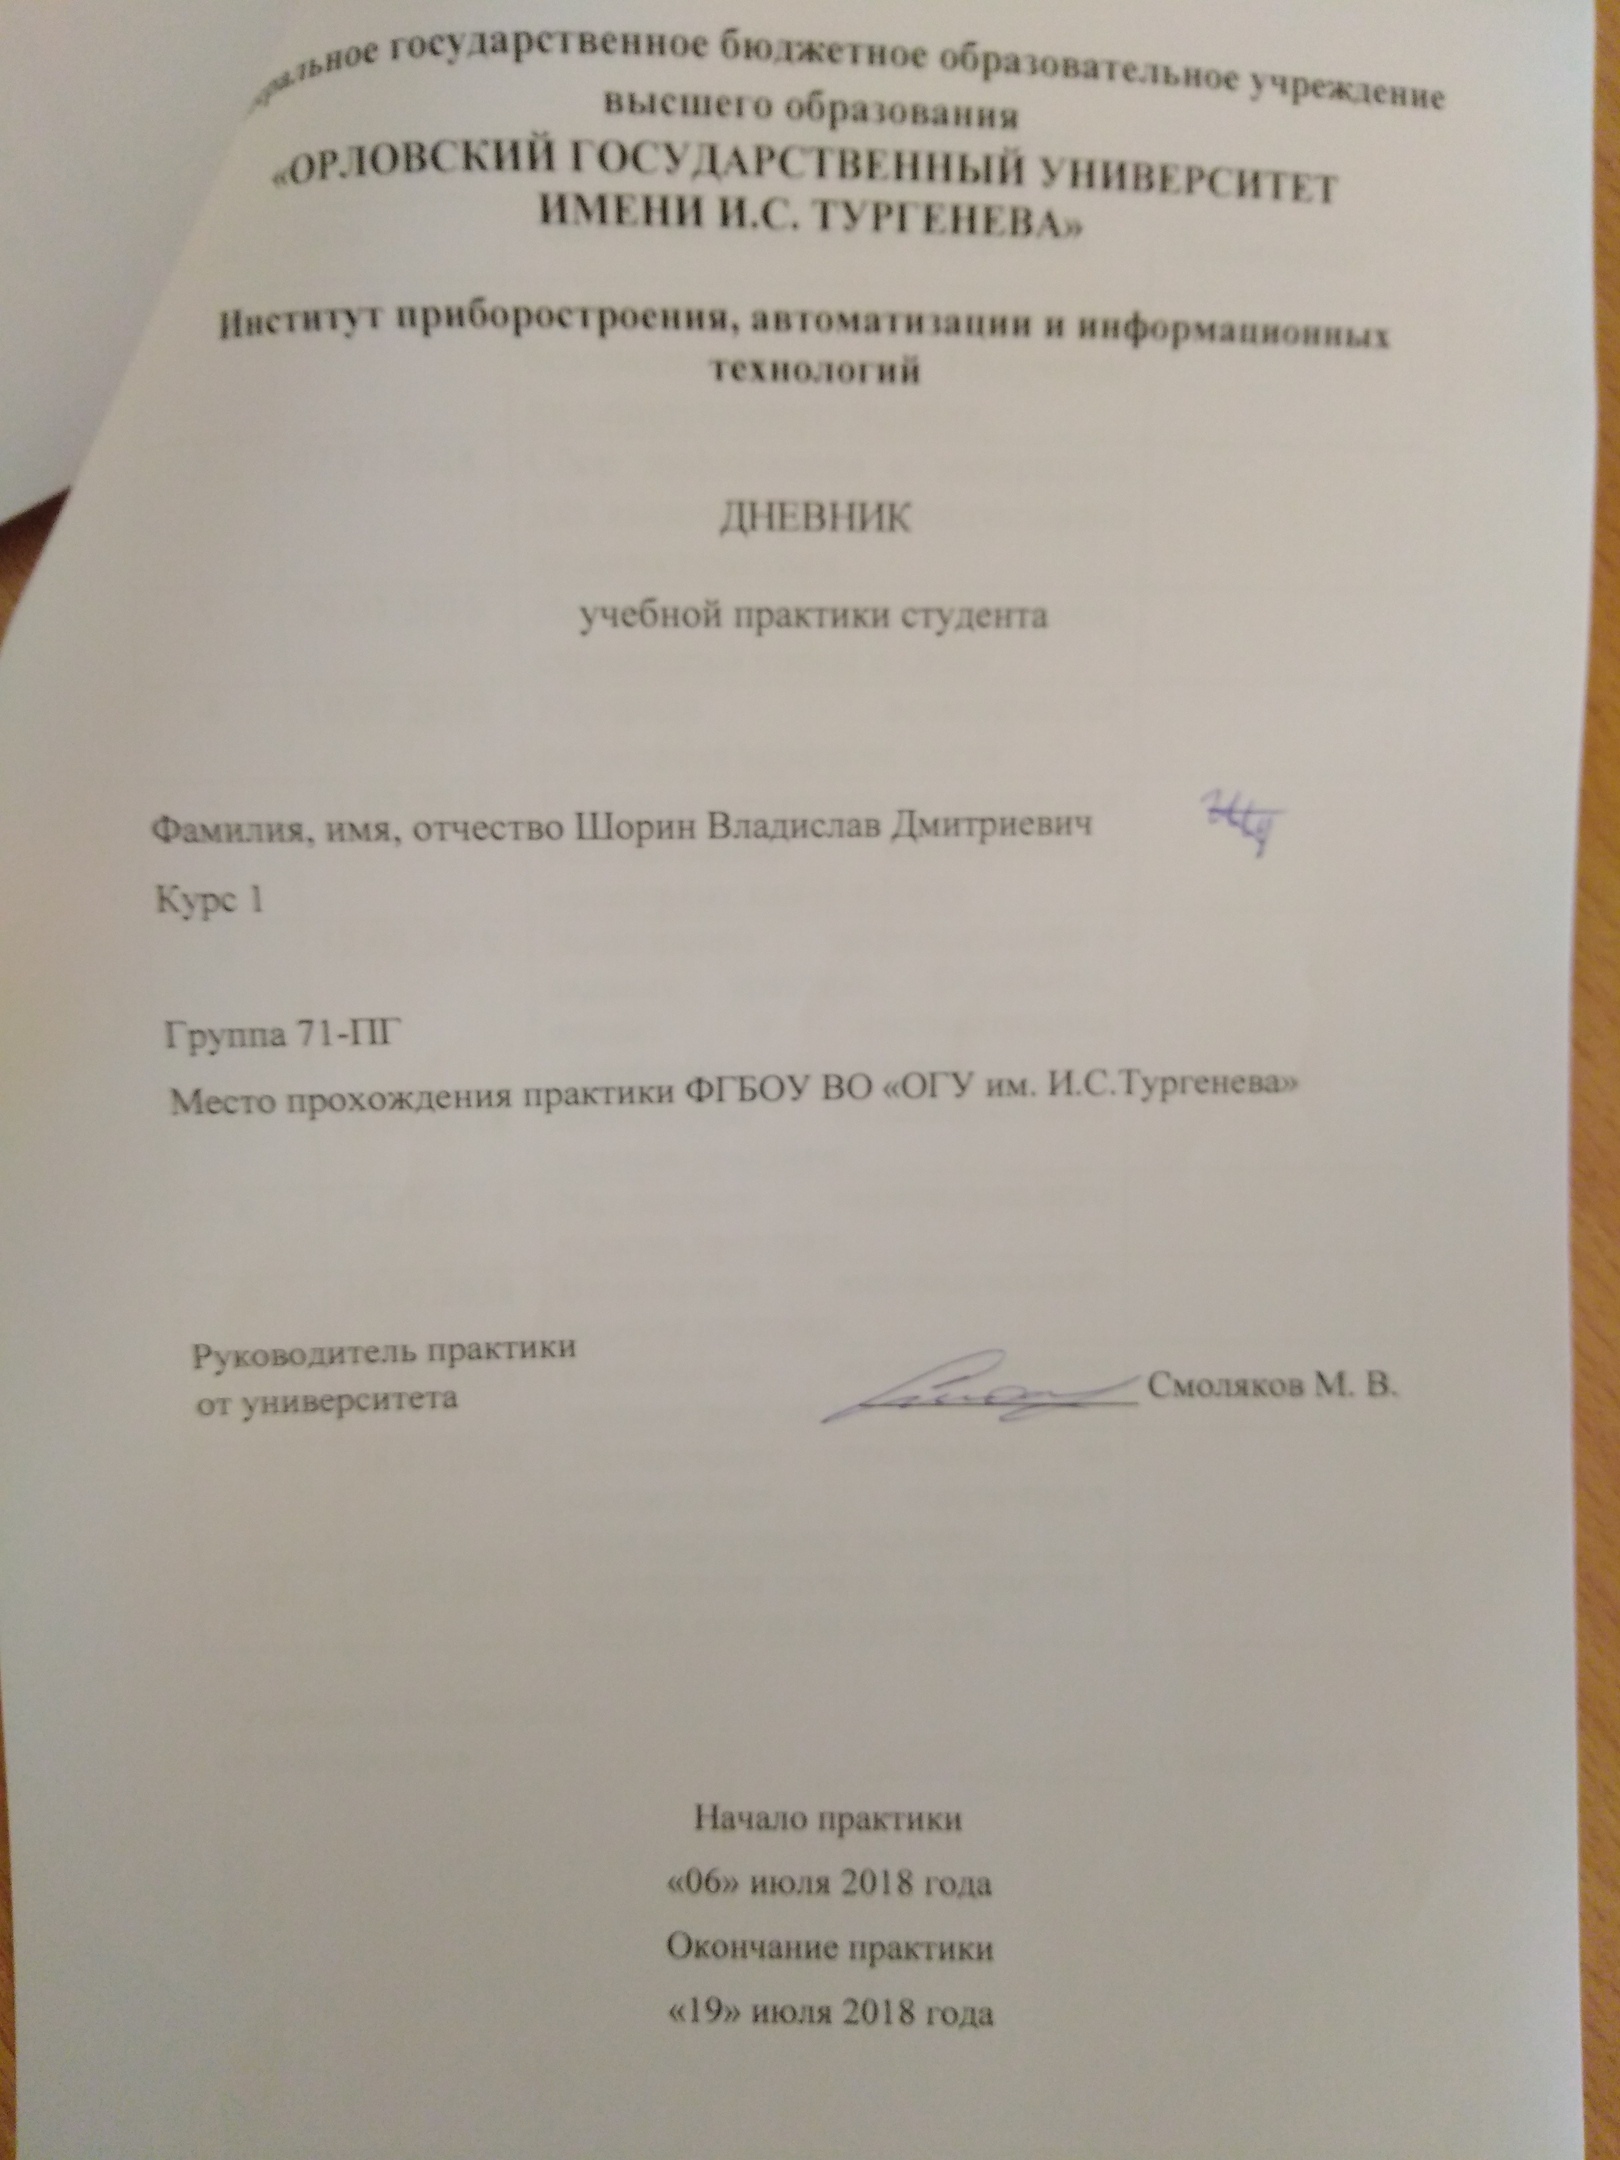 государственное бюджетное образовательное учреждение
высшего образования
«ОРЛОВСКИЙ ГОСУДАРСТВЕННЫЙ УНИВЕРСИТЕТ
ИМЕНИ И.С. ТУРГЕНЕВА»
Институт приборостроения, автоматизации и информационных
технологий
ДНЕВНИК
учебной практики студента
Фамилия, имя, отчество Шорин Владислав Дмитриевич
Курс 1
Группа 71-ПГ
Место прохождения практики ФГБОУ ВО «ОГУ им. И.С.Тургенева»
Руководитель практики
от университета
Смоляков М. В.
Начало практики
«06» июля 2018 года
Окончание практики
«19» июля 2018 года